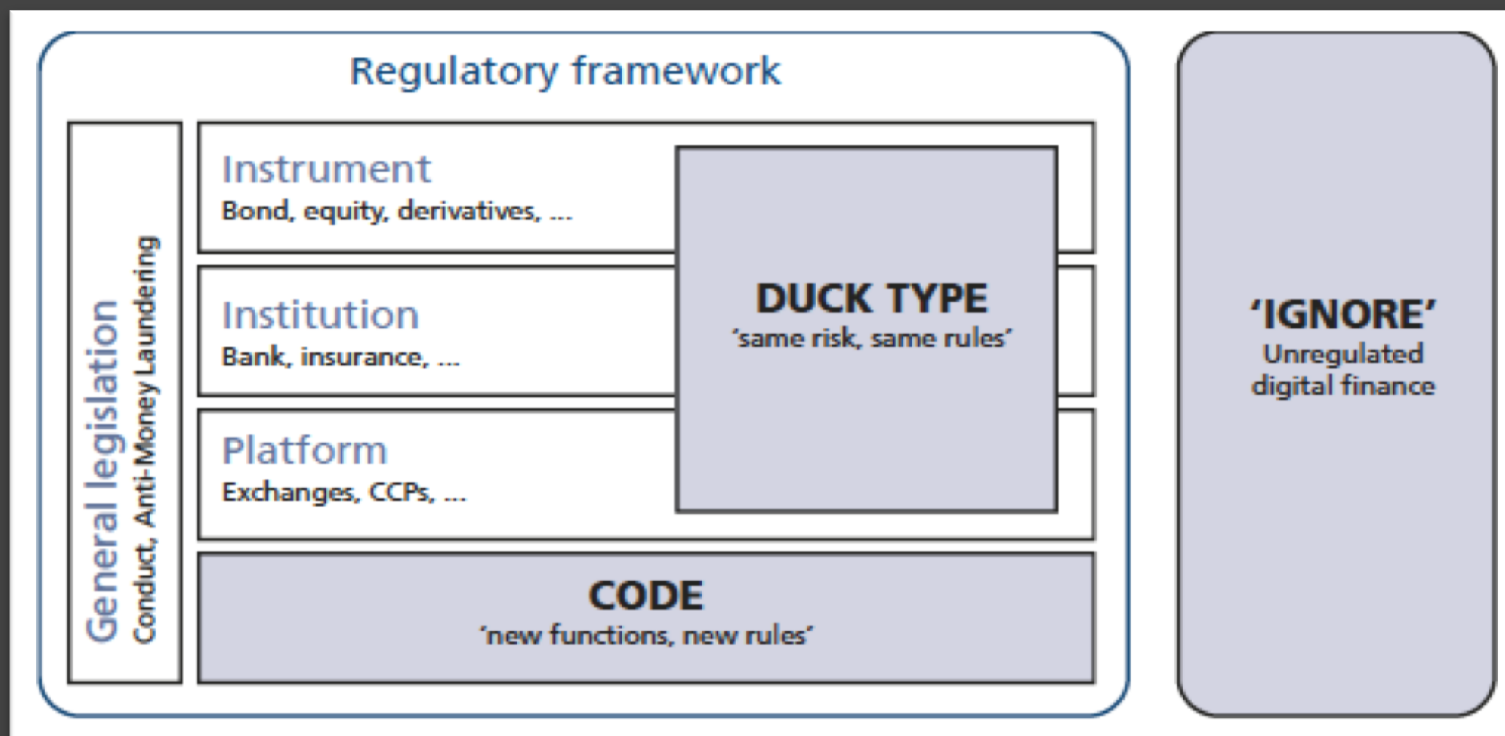 Regulatory framework
General legislation
Conduct, Anti-Money Laundering
Instrument
Bond, equity, derivatives, ...
Institution
Bank, insurance, ...
Platform
Exchanges, CCPs, ...
DUCK TYPE
‘same risk, same rules’
CODE
‘new functions, new rules’
‘IGNORE’
Unregulated
digital finance